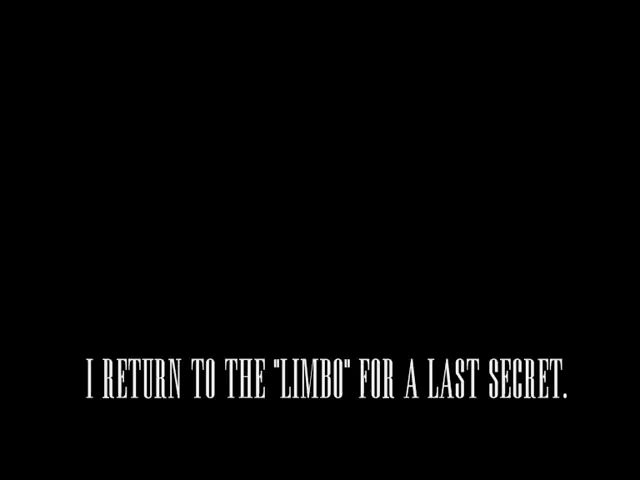 I RETURN TO THE "LIMBO" FOR A LAST SECRET.